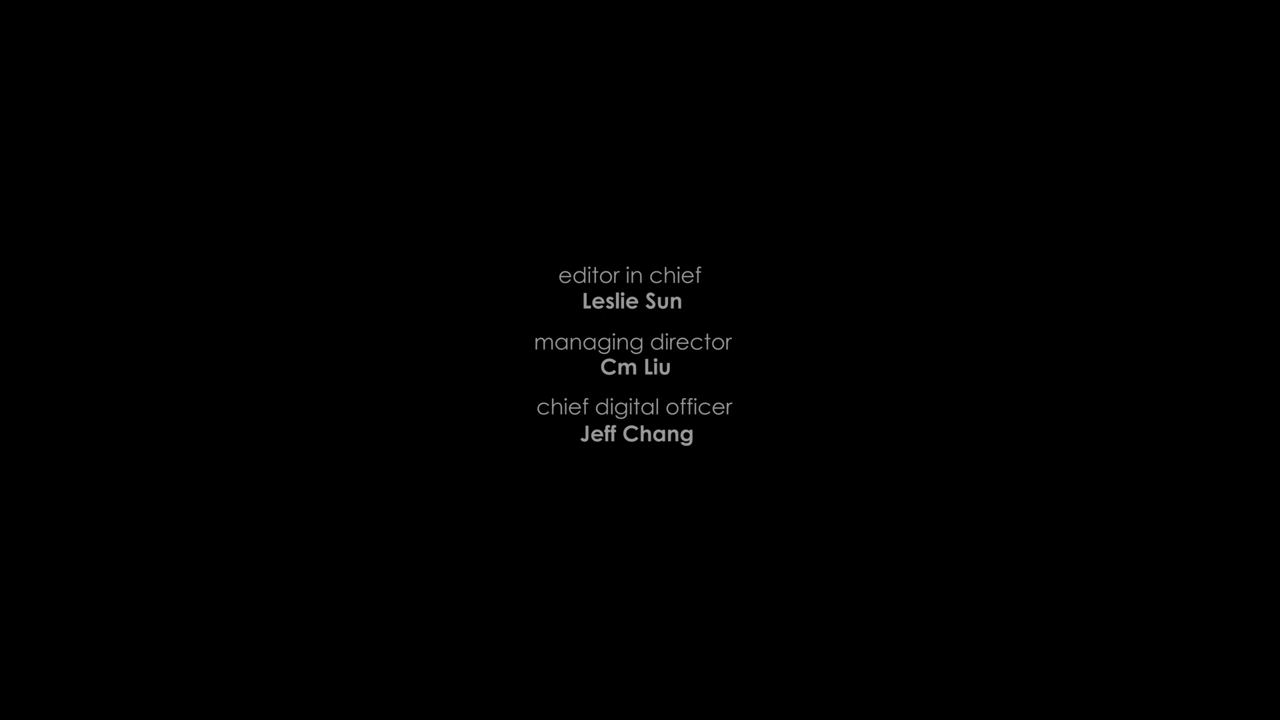 editor in chief
Leslie Sun
managing director
Cm Liu
chief digital officer
Jeff Chang